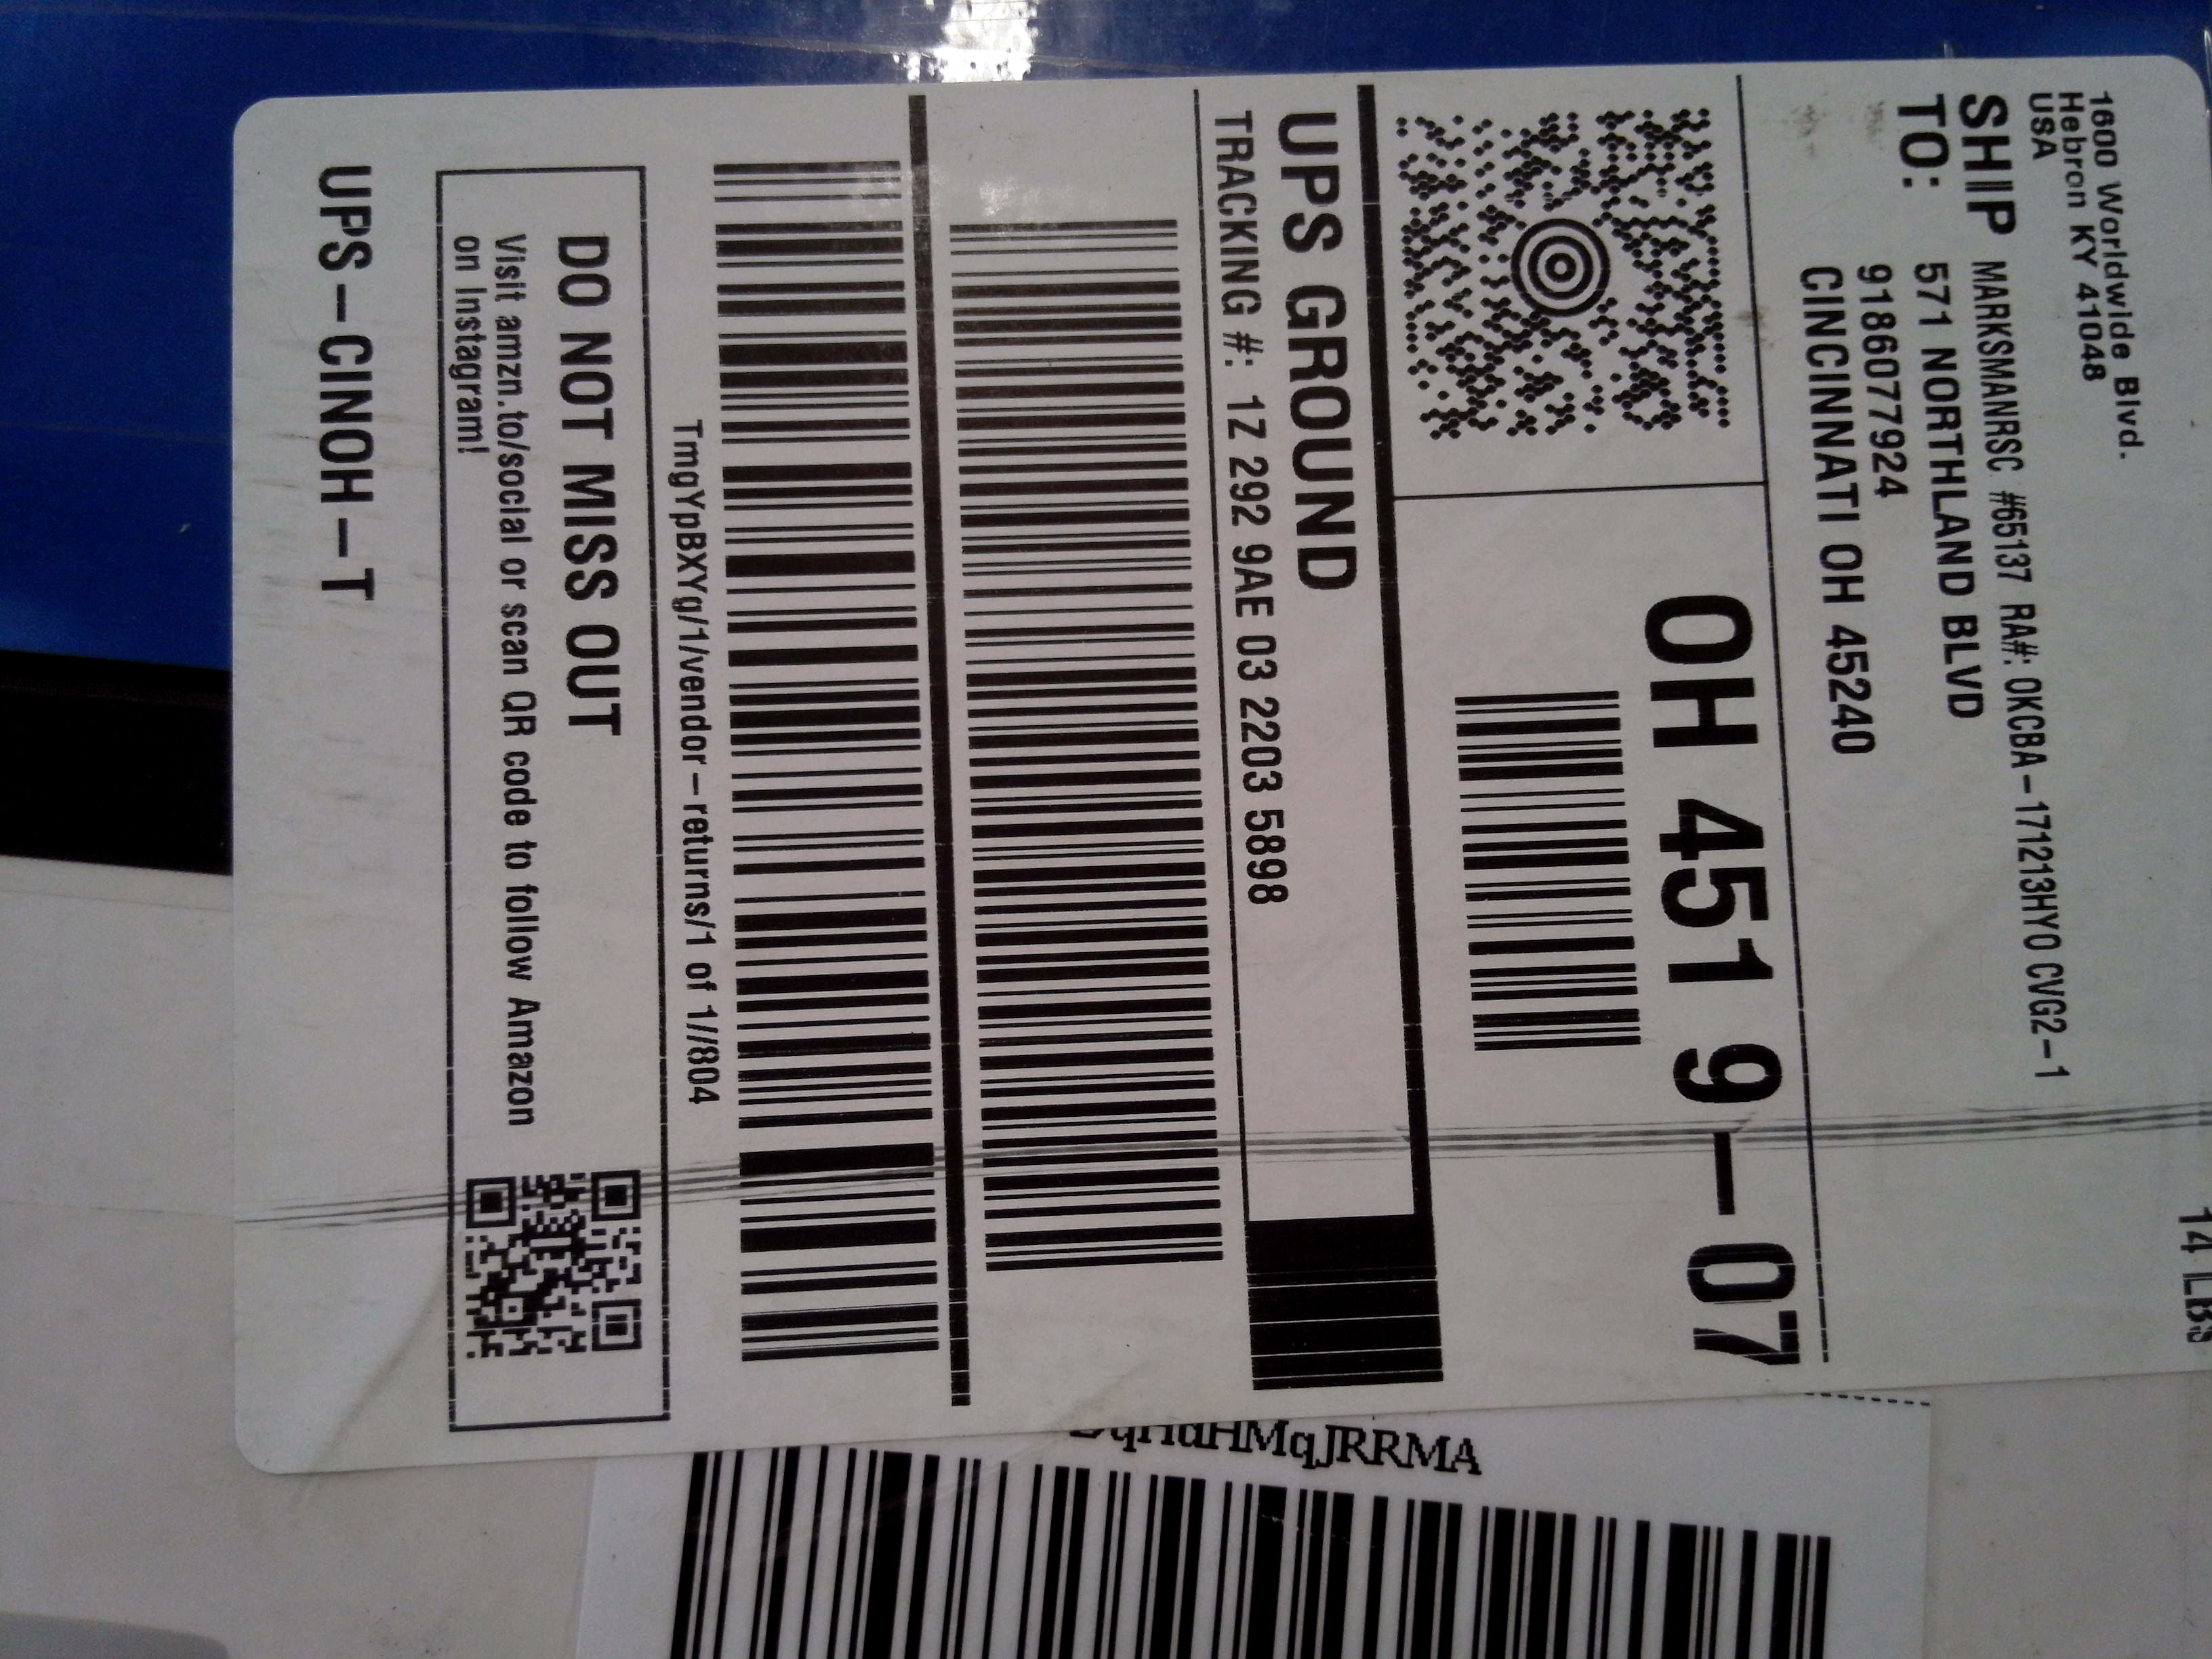 1600 Worldwide Blvd.
Hebron KY 41048
USA
14 LBS
SHIP MARKSMANRSC #65137 RA#: OKCBA-171213HYO CVG2-1
TO: 571 NORTHLAND BLVD
9186077924
CINCINNATI OH 45240
OH 451 9-07
UPS GROUND
TRACKING #: 1Z 292 9AE 03 2203 5898
TmgYpBXYg/1/vendor-returns/1 of 1//804
DO NOT MISS OUT
Visit amzn.to/social or scan QR code to follow Amazon
on Instagram!
UPS-CINOH-T